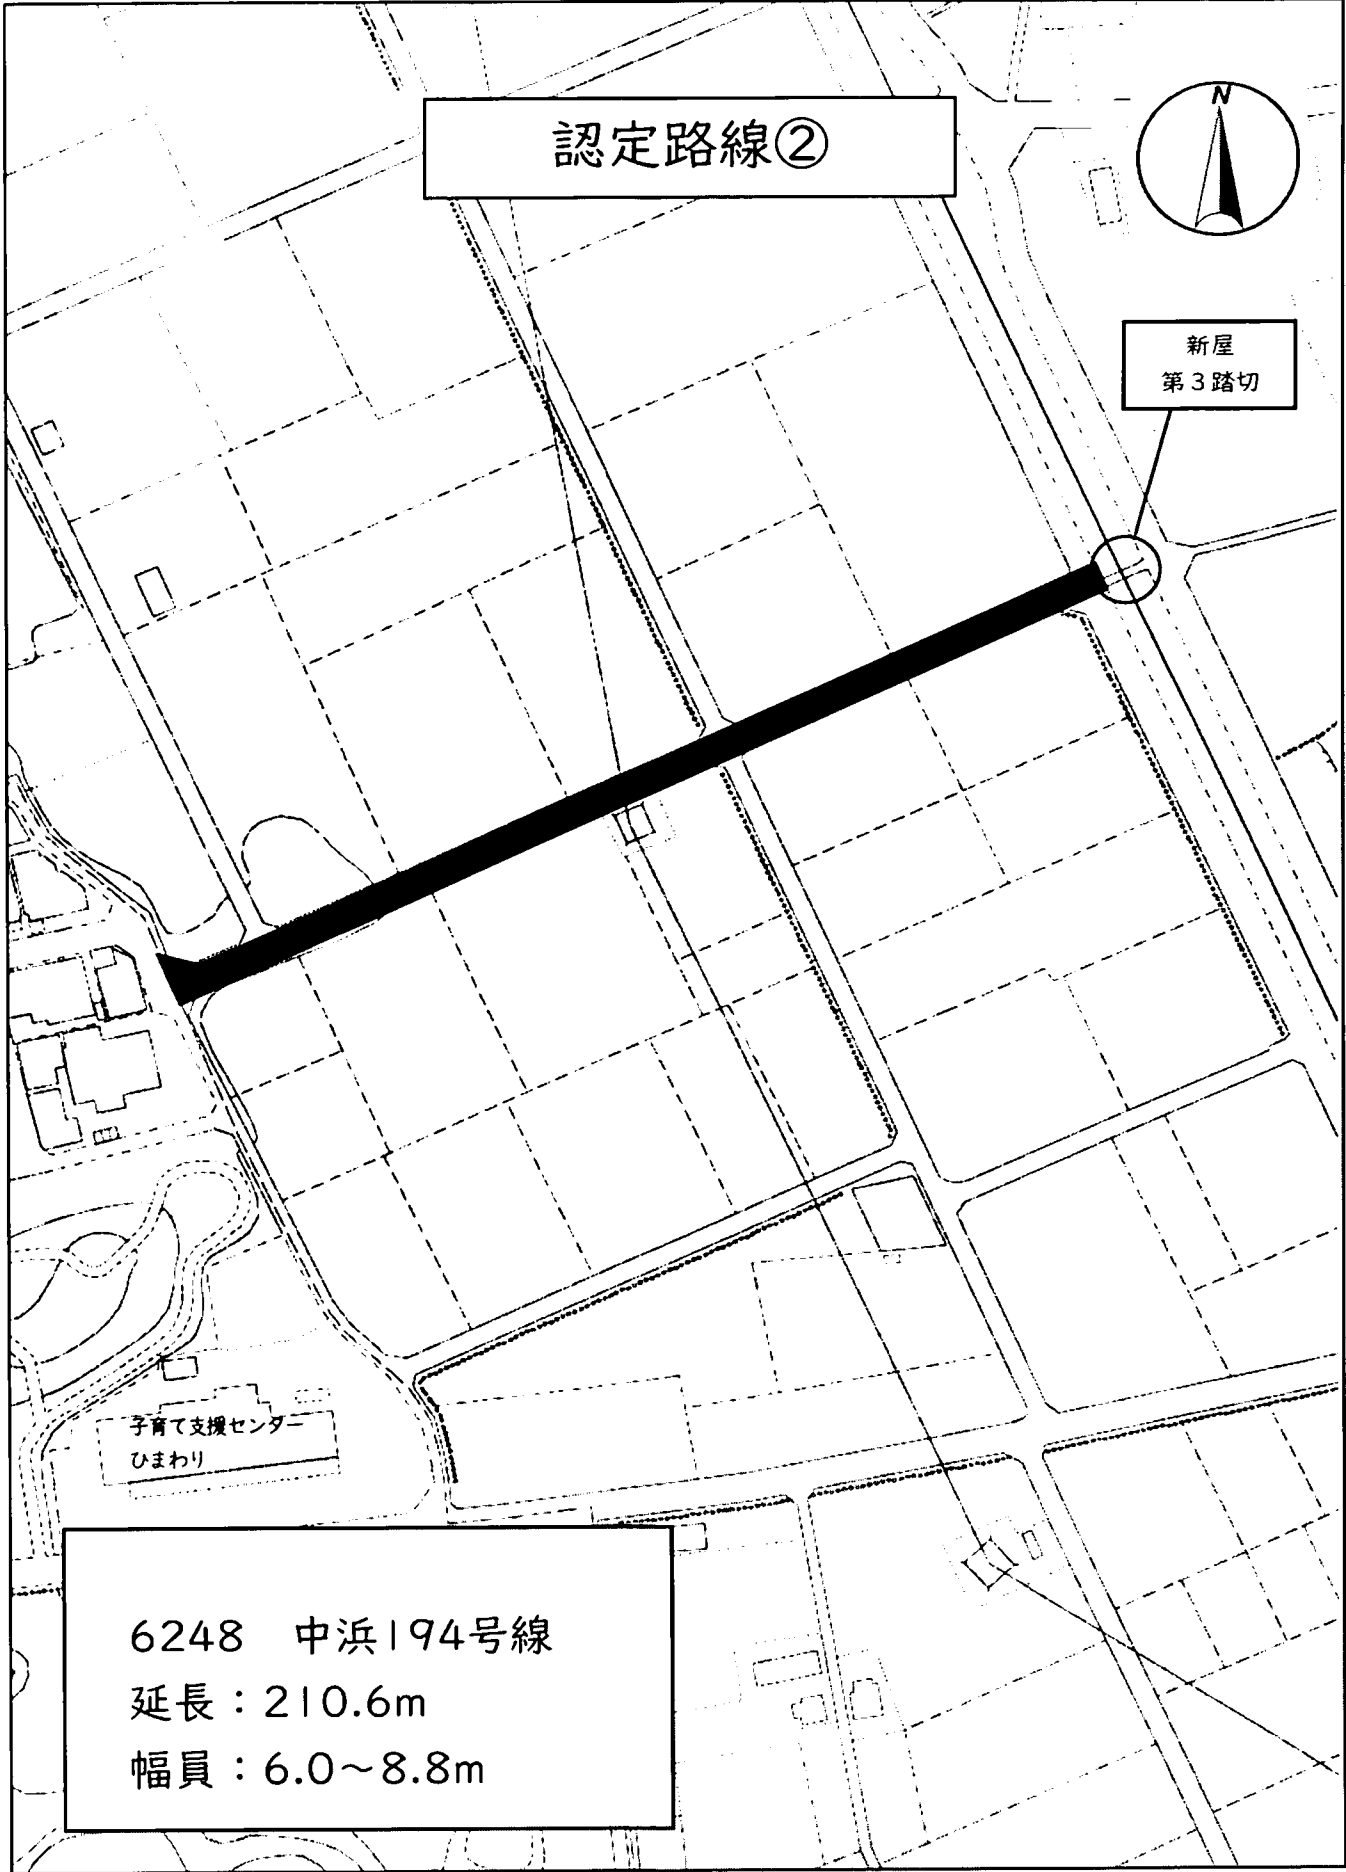 認定路線②
N
新屋
第3踏切
子育て支援センター
ひまわり
6248　中浜194号線
延長：210.6m
幅員：6.0～8.8m